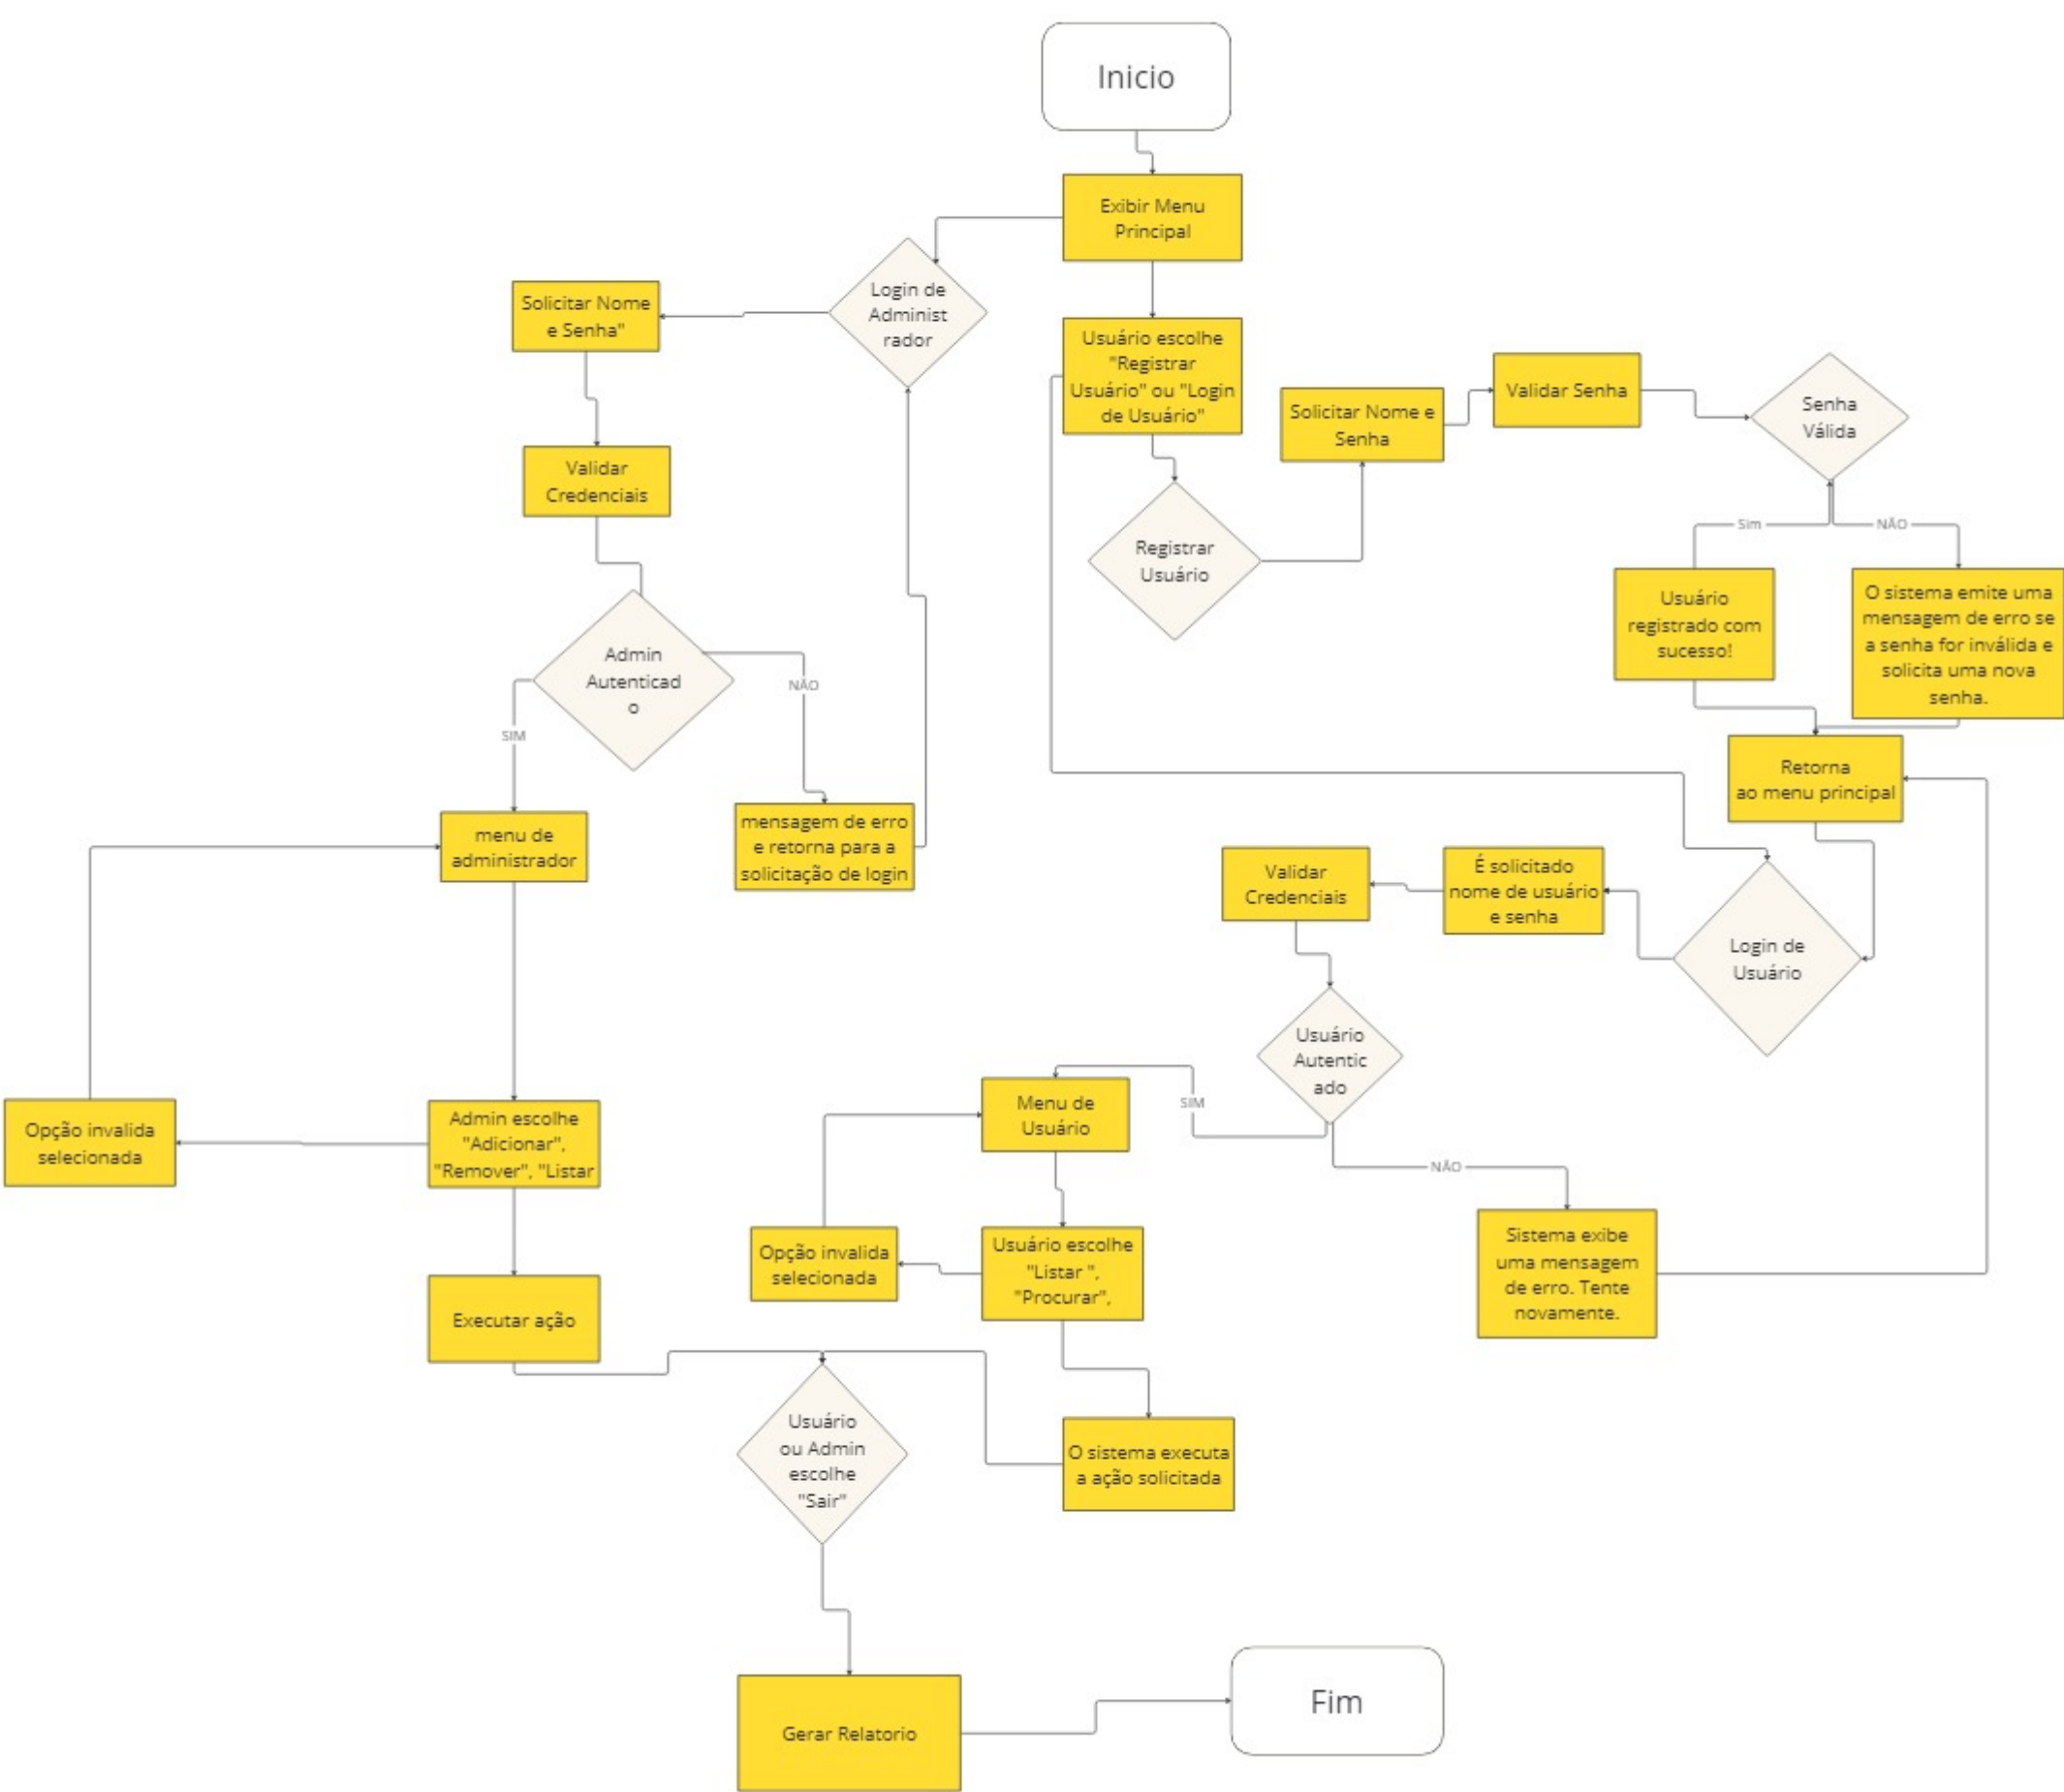 Inicio
Exibir Menu
Principal
Login de
Administ
rador
Solicitar Nome
e Senha"
Usuário escolhe
"Registrar
Usuário" ou "Login
de Usuário"
Validar Senha
Senha
Válida
Solicitar Nome e
Senha
Validar
Credenciais
Registrar
Usuário
Sim
NÃO
Usuário
registrado com
sucesso!
O sistema emite uma
mensagem de erro se
a senha for inválida e
solicita uma nova
senha.
Admin
Autenticad
o
NÃO
SIM
Retorna
ao menu principal
menu de
administrador
mensagem de erro
e retorna para a
solicitação de login
Validar
Credenciais
É solicitado
nome de usuário
e senha
Login de
Usuário
Usuário
Autentic
ado
SIM
NÃO
Menu de
Usuário
Opção invalida
selecionada
Admin escolhe
"Adicionar",
"Remover", "Listar
Opção invalida
selecionada
Usuário escolhe
"Listar ",
"Procurar",
Sistema exibe
uma mensagem
de erro. Tente
novamente.
Executar ação
Usuário
ou Admin
escolhe
"Sair"
O sistema executa
a ação solicitada
Gerar Relatorio
Fim